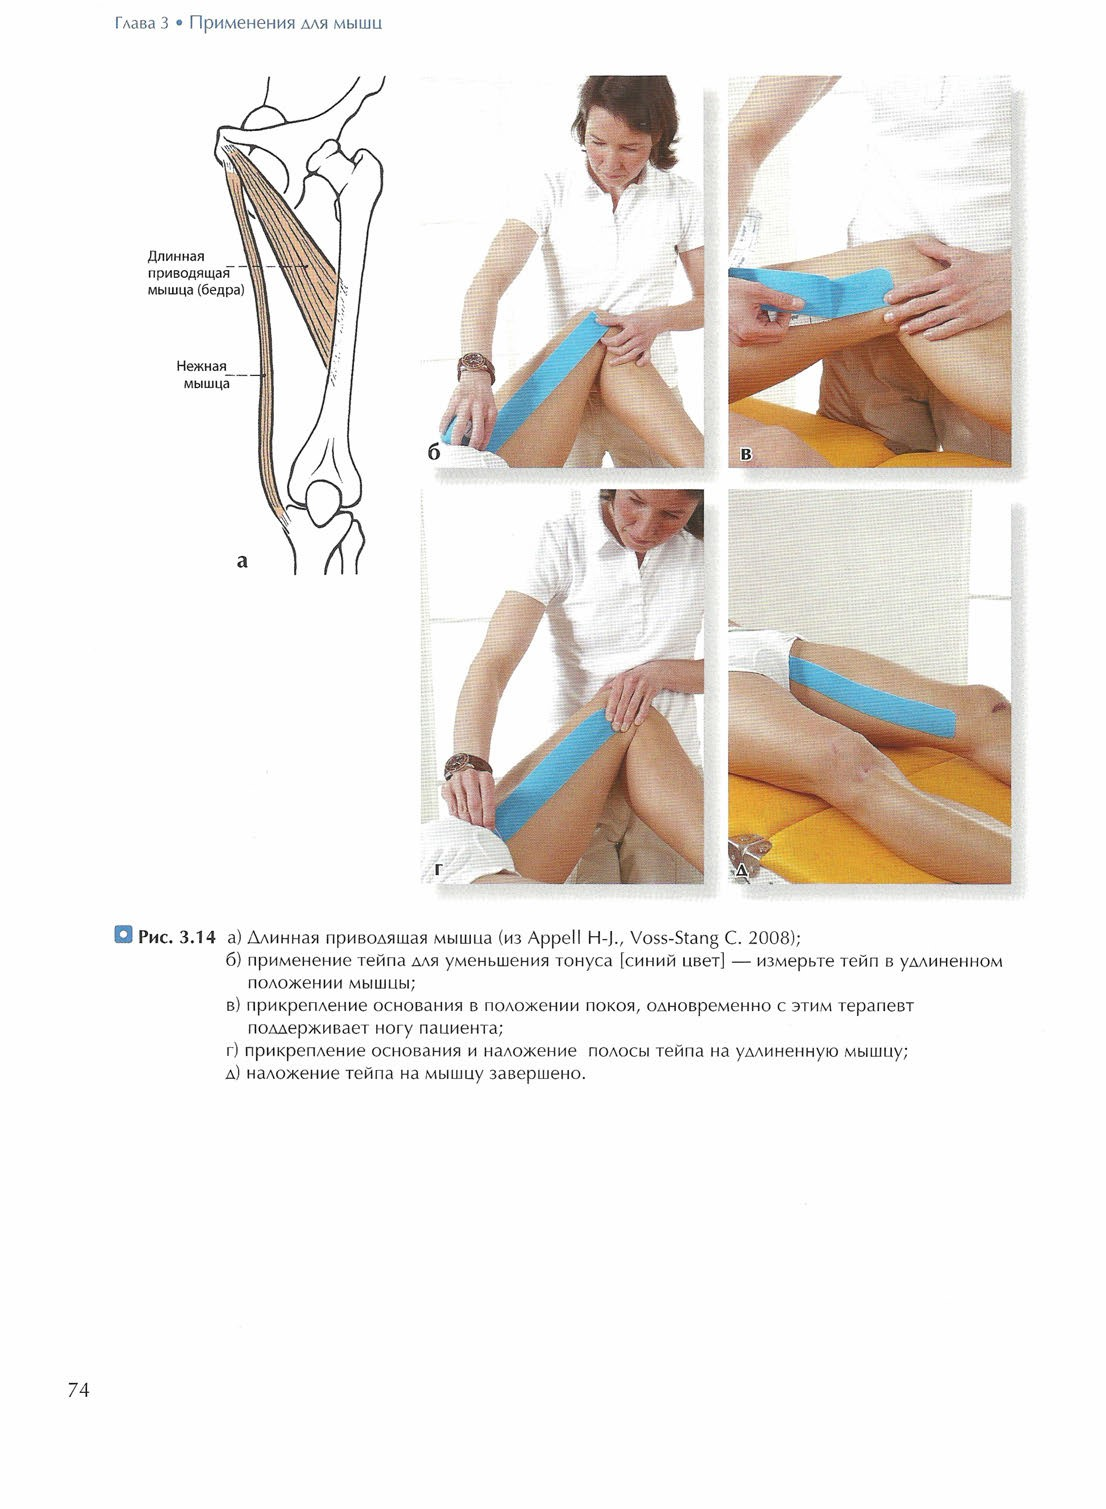 Глава 3 • Применения для мышц
Длинная
приводящая
мышца (бедра)
Нежная
мышца
а
б
в
г
д
Рис. 3.14 а) Длинная приводящая мышца (из Appell H-J., Voss-Stang C. 2008);
б) применение тейпа для уменьшения тонуса [синий цвет] — измерьте тейп в удлиненном
положении мышцы;
в) прикрепление основания в положении покоя, одновременно с этим терапевт
поддерживает ногу пациента;
г) прикрепление основания и наложение полосы тейпа на удлиненную мышцу;
д) наложение тейпа на мышцу завершено.
74